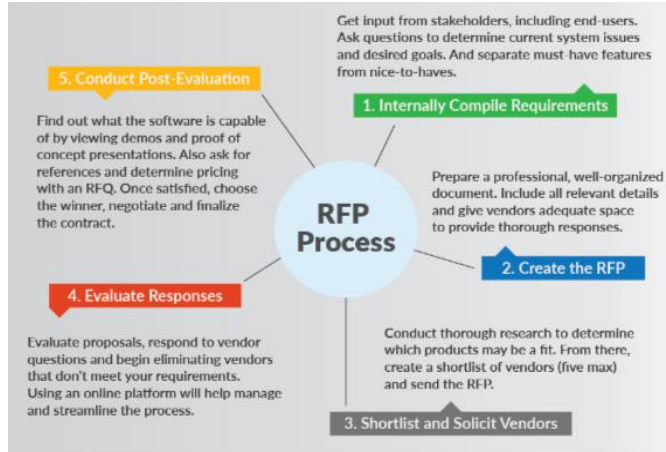 RFP
Process
Get input from stakeholders, including end-users.
Ask questions to determine current system issues
and desired goals. And separate must-have features
from nice-to-haves.
1. Internally Compile Requirements
Prepare a professional, well-organized
document. Include all relevant details
and give vendors adequate space
to provide thorough responses.
2. Create the RFP
Conduct thorough research to determine
which products may be a fit. From there,
create a shortlist of vendors (five max)
and send the RFP.
3. Shortlist and Solicit Vendors
4. Evaluate Responses
Evaluate proposals, respond to vendor
questions and begin eliminating vendors
that don't meet your requirements.
Using an online platform will help manage
and streamline the process.
5. Conduct Post-Evaluation
Find out what the software is capable
of by viewing demos and proof of
concept presentations. Also ask for
references and determine pricing
with an RFQ. Once satisfied, choose
the winner, negotiate and finalize
the contract.